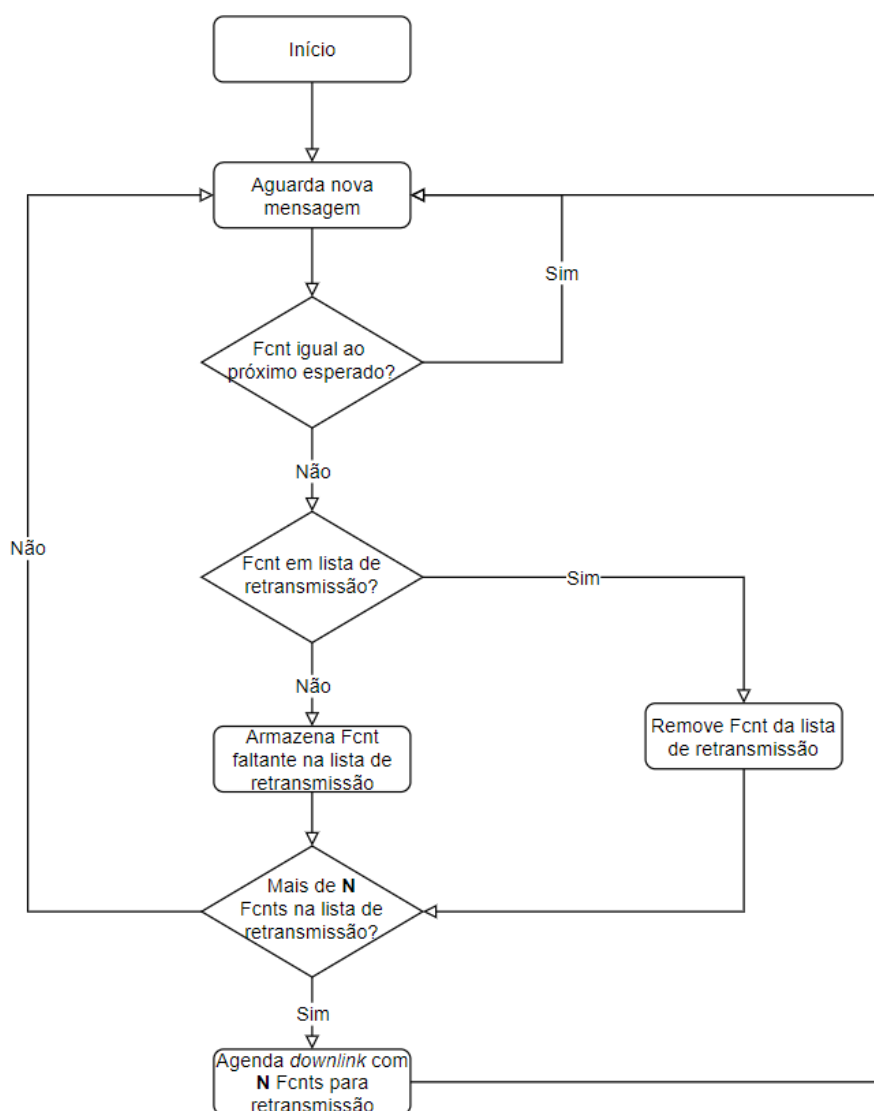 Início
Aguarda nova
mensagem
Sim
Fcnt igual ao
próximo esperado?
Não
Não
Fcnt em lista de
retransmissão?
Sim
Não
Armazena Fcnt
faltante na lista de
retransmissão
Remove Fcnt da lista
de retransmissão
Mais de N
Fcnts na lista de
retransmissão?
Sim
Agenda downlink com
N Fcnts para
retransmissão